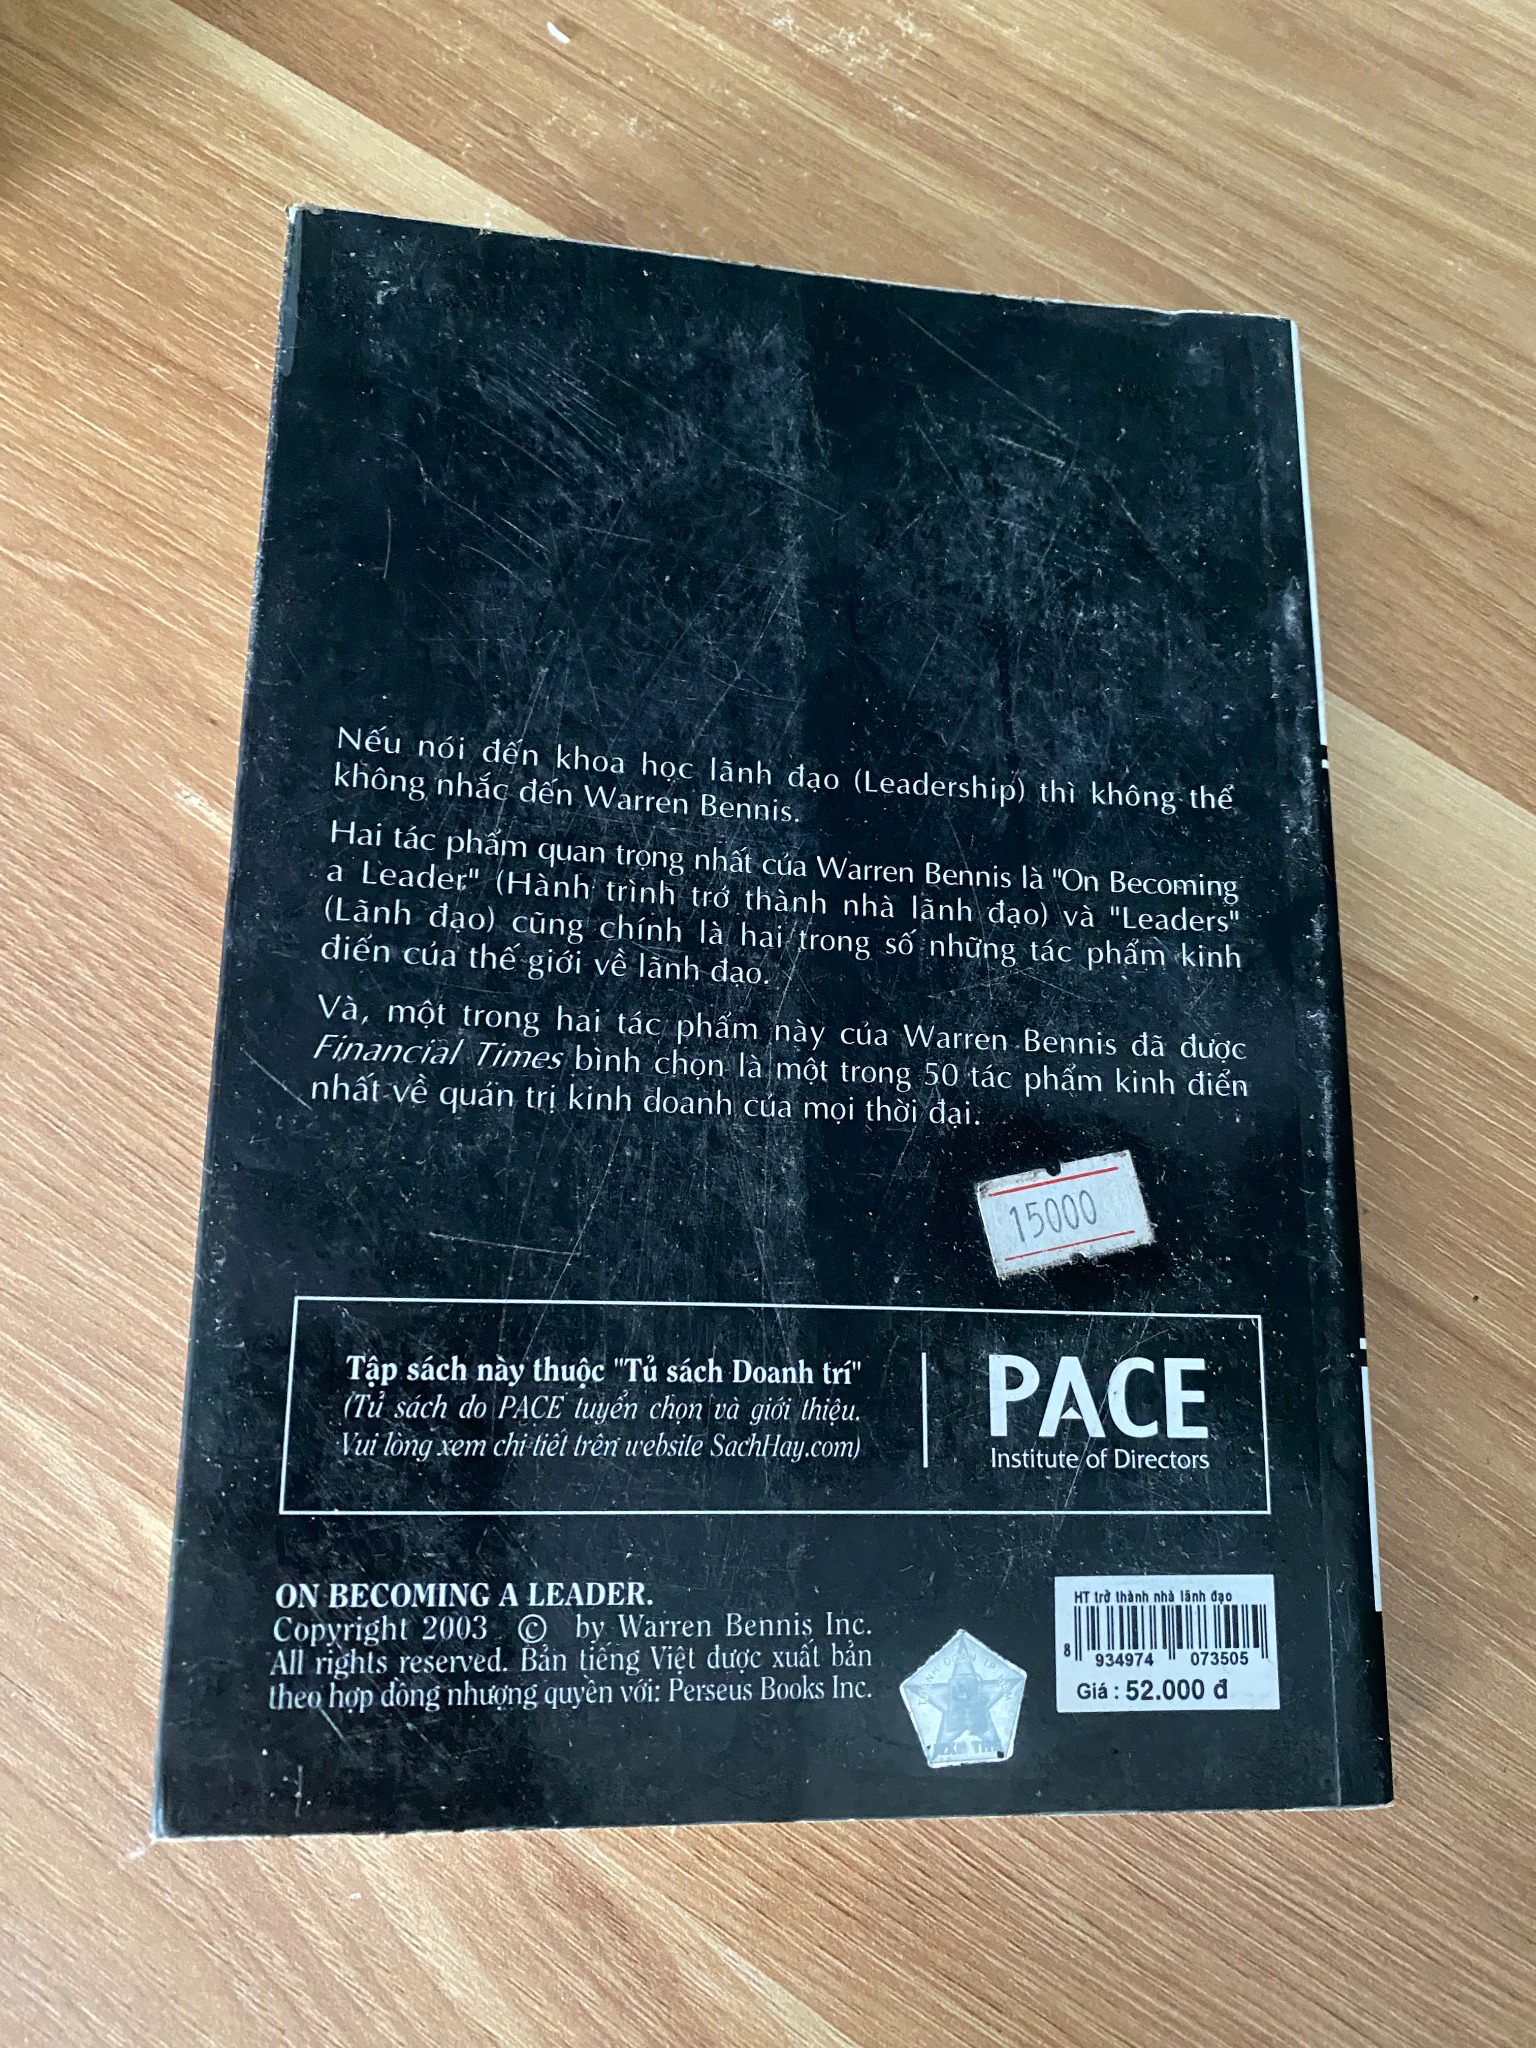 Nếu nói đến khoa học lãnh đạo (Leadership) thì không thể
không nhắc đến Warren Bennis.
Hai tác phẩm quan trọng nhất của Warren Bennis là "On Becoming
a Leader" (Hành trình trở thành nhà lãnh đạo) và "Leaders"
(Lãnh đạo) cũng chính là hai trong số những tác phẩm kinh
điển của thế giới về lãnh đạo.
Và, một trong hai tác phẩm này của Warren Bennis đã được
Financial Times bình chọn là một trong 50 tác phẩm kinh điển
nhất về quản trị kinh doanh của mọi thời đại.
15000
Tập sách này thuộc "Tủ sách Doanh trí"
(Tủ sách do PACE tuyển chọn và giới thiệu.
Vui lòng xem chi tiết trên website SachHay.com)
PACE
Institute of Directors
ON BECOMING A LEADER.
Copyright 2003 © by Warren Bennis Inc.
All rights reserved. Bản tiếng Việt được xuất bản
theo hợp đồng nhượng quyền với: Perseus Books Inc.
HT trở thành nhà lãnh đạo
8 934974 073505
Giá : 52.000 đ